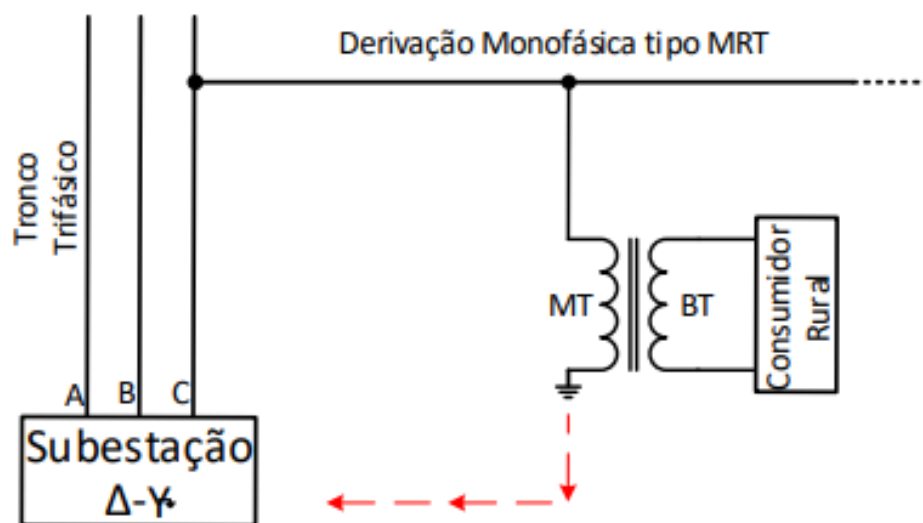 Derivação Monofásica tipo MRT
Tronco
Trifásico
A B C
MT
BT
Consumidor
Rural
Subestação
Δ-Y